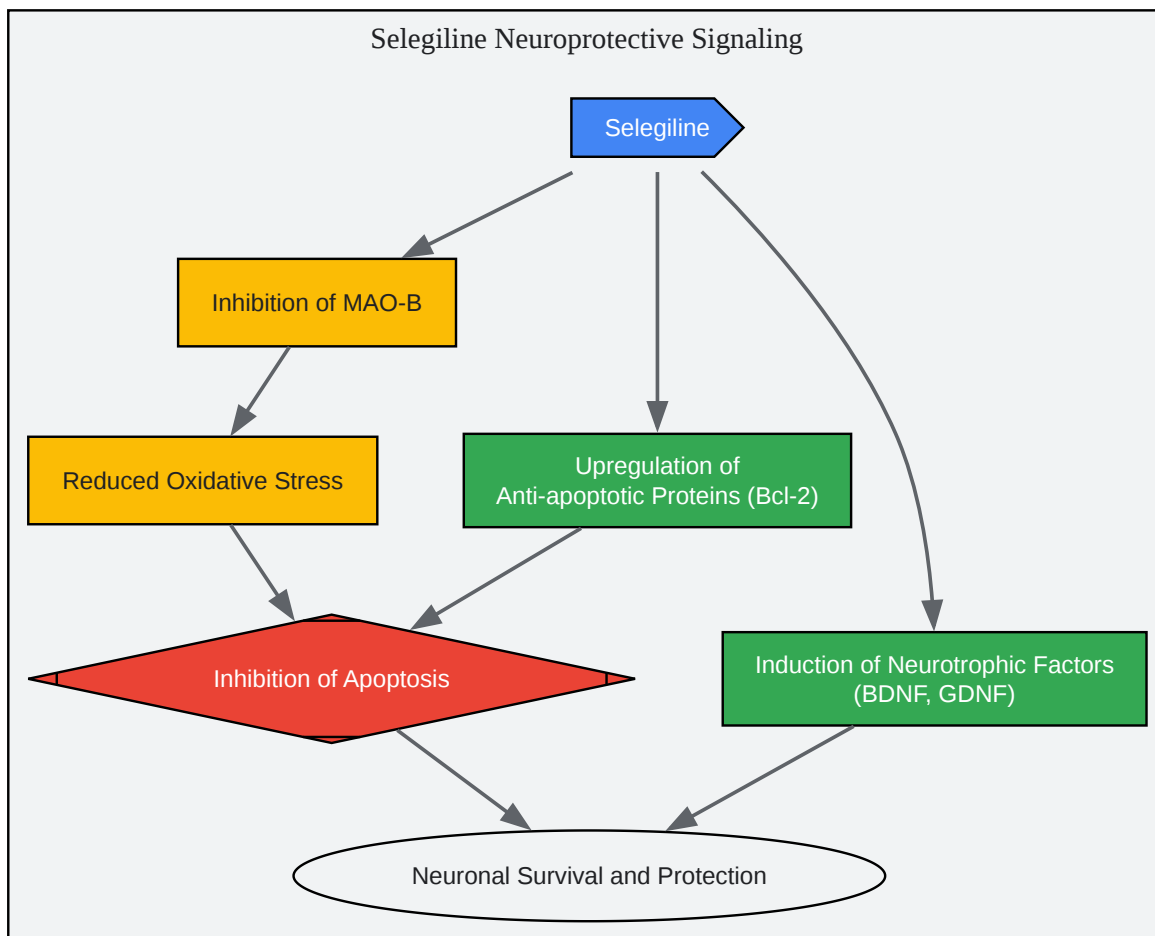 Selegiline Neuroprotective Signaling
Selegiline
Inhibition of MAO-B
Reduced Oxidative Stress
Upregulation of
Anti-apoptotic Proteins (Bcl-2)
Inhibition of Apoptosis
Induction of Neurotrophic Factors
(BDNF, GDNF)
Neuronal Survival and Protection